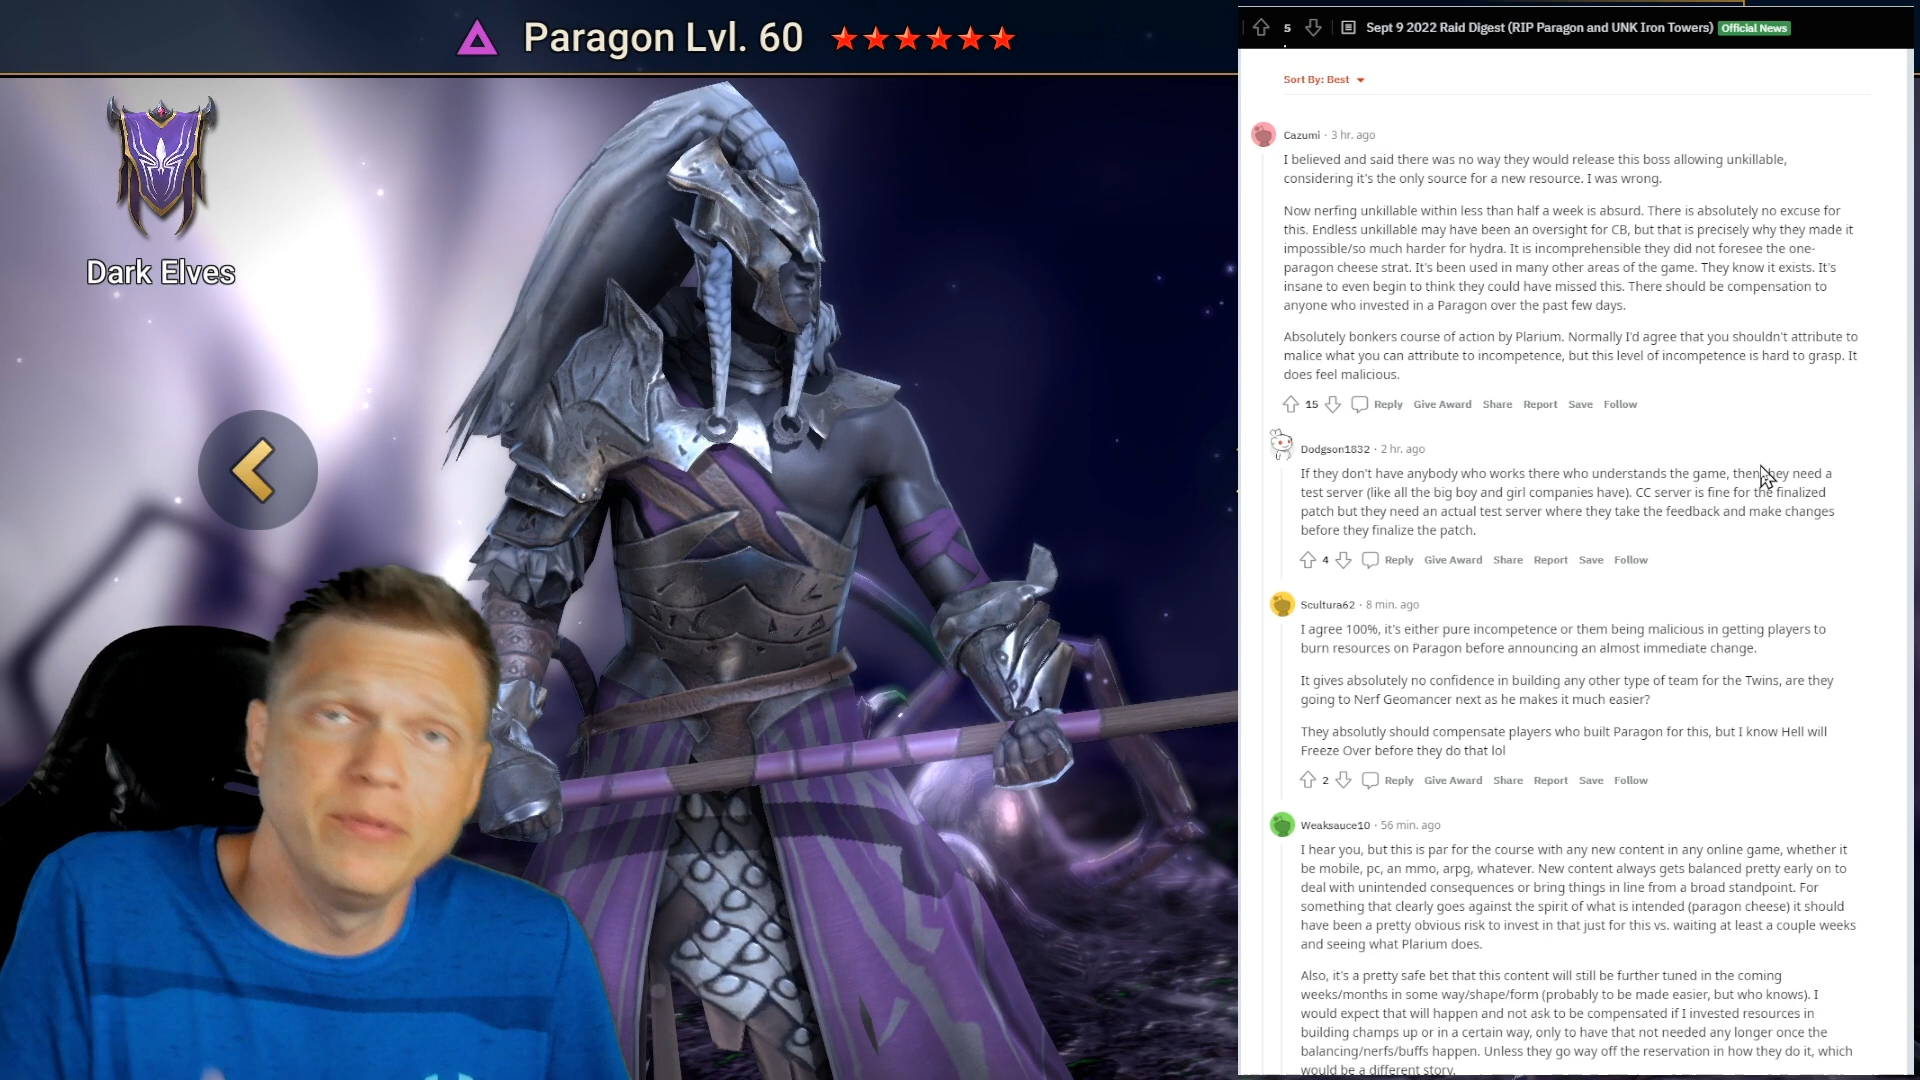 Paragon Lvl. 60
Dark Elves
5
Sept 9 2022 Raid Digest (RIP Paragon and UNK Iron Towers) Official News
Sort By: Best
Cazumi · 3 hr. ago
I believed and said there was no way they would release this boss allowing unkillable,
considering it's the only source for a new resource. I was wrong.
Now nerfing unkillable within less than half a week is absurd. There is absolutely no excuse for
this. Endless unkillable may have been an oversight for CB, but that is precisely why they made it
impossible/so much harder for hydra. It is incomprehensible they did not foresee the one-
paragon cheese strat. It's been used in many other areas of the game. They know it exists. It's
insane to even begin to think they could have missed this. There should be compensation to
anyone who invested in a Paragon over the past few days.
Absolutely bonkers course of action by Plarium. Normally I'd agree that you shouldn't attribute to
malice what you can attribute to incompetence, but this level of incompetence is hard to grasp. It
does feel malicious.
15 Reply Give Award Share Report Save Follow
Dodgson1832 · 2 hr. ago
If they don't have anybody who works there who understands the game, then they need a
test server (like all the big boy and girl companies have). CC server is fine for the finalized
patch but they need an actual test server where they take the feedback and make changes
before they finalize the patch.
4 Reply Give Award Share Report Save Follow
Scultura62 · 8 min. ago
I agree 100%, it's either pure incompetence or them being malicious in getting players to
burn resources on Paragon before announcing an almost immediate change.
It gives absolutely no confidence in building any other type of team for the Twins, are they
going to Nerf Geomancer next as he makes it much easier?
They absolutly should compensate players who built Paragon for this, but I know Hell will
Freeze Over before they do that lol
2 Reply Give Award Share Report Save Follow
Weaksauce10 · 56 min. ago
I hear you, but this is par for the course with any new content in any online game, whether it
be mobile, pc, an mmo, arpg, whatever. New content always gets balanced pretty early on to
deal with unintended consequences or bring things in line from a broad standpoint. For
something that clearly goes against the spirit of what is intended (paragon cheese) it should
have been a pretty obvious risk to invest in that just for this vs. waiting at least a couple weeks
and seeing what Plarium does.
Also, it's a pretty safe bet that this content will still be further tuned in the coming
weeks/months in some way/shape/form (probably to be made easier, but who knows). I
would expect that will happen and not ask to be compensated if I invested resources in
building champs up or in a certain way, only to have that not needed any longer once the
balancing/nerfs/buffs happen. Unless they go way off the reservation in how they do it, which
would be a different story.